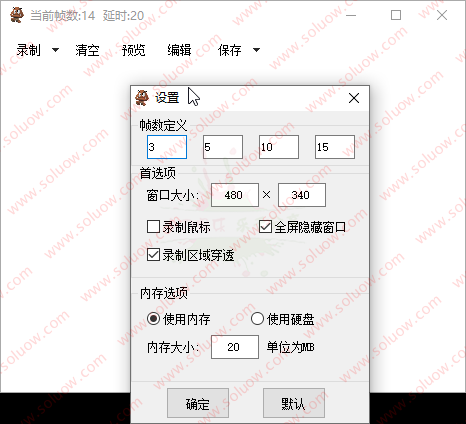 当前帧数:14 延时:20
录制 清空 预览 编辑 保存
设置
帧数定义
3 5 10 15
首选项
窗口大小: 480 × 340
录制鼠标 全屏隐藏窗口
录制区域穿透
内存选项
使用内存 使用硬盘
内存大小: 20 单位为MB
确定 默认
www.soluow.com